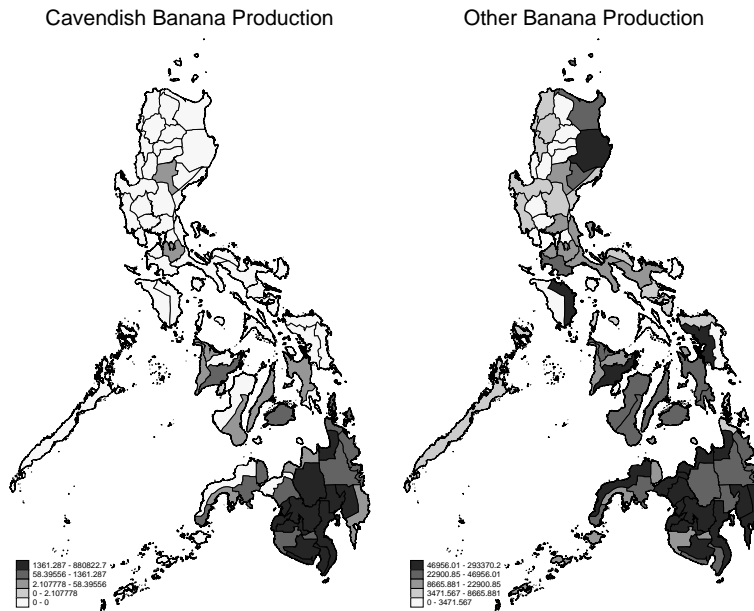 Cavendish Banana Production
1361.287 - 880822.7
58.39556 - 1361.287
2.107778 - 58.39556
0 - 2.107778
0 - 0
Other Banana Production
46956.01 - 293370.2
22900.85 - 46956.01
8665.881 - 22900.85
3471.567 - 8665.881
0 - 3471.567